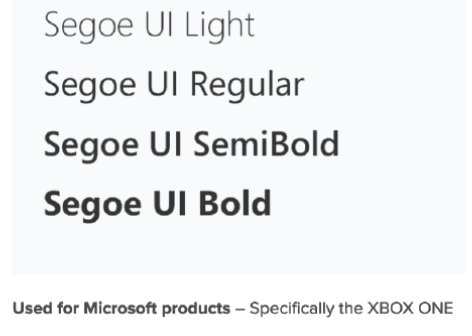 Segoe UI Light
Segoe UI Regular
Segoe UI SemiBold
Segoe UI Bold
Used for Microsoft products – Specifically the XBOX ONE